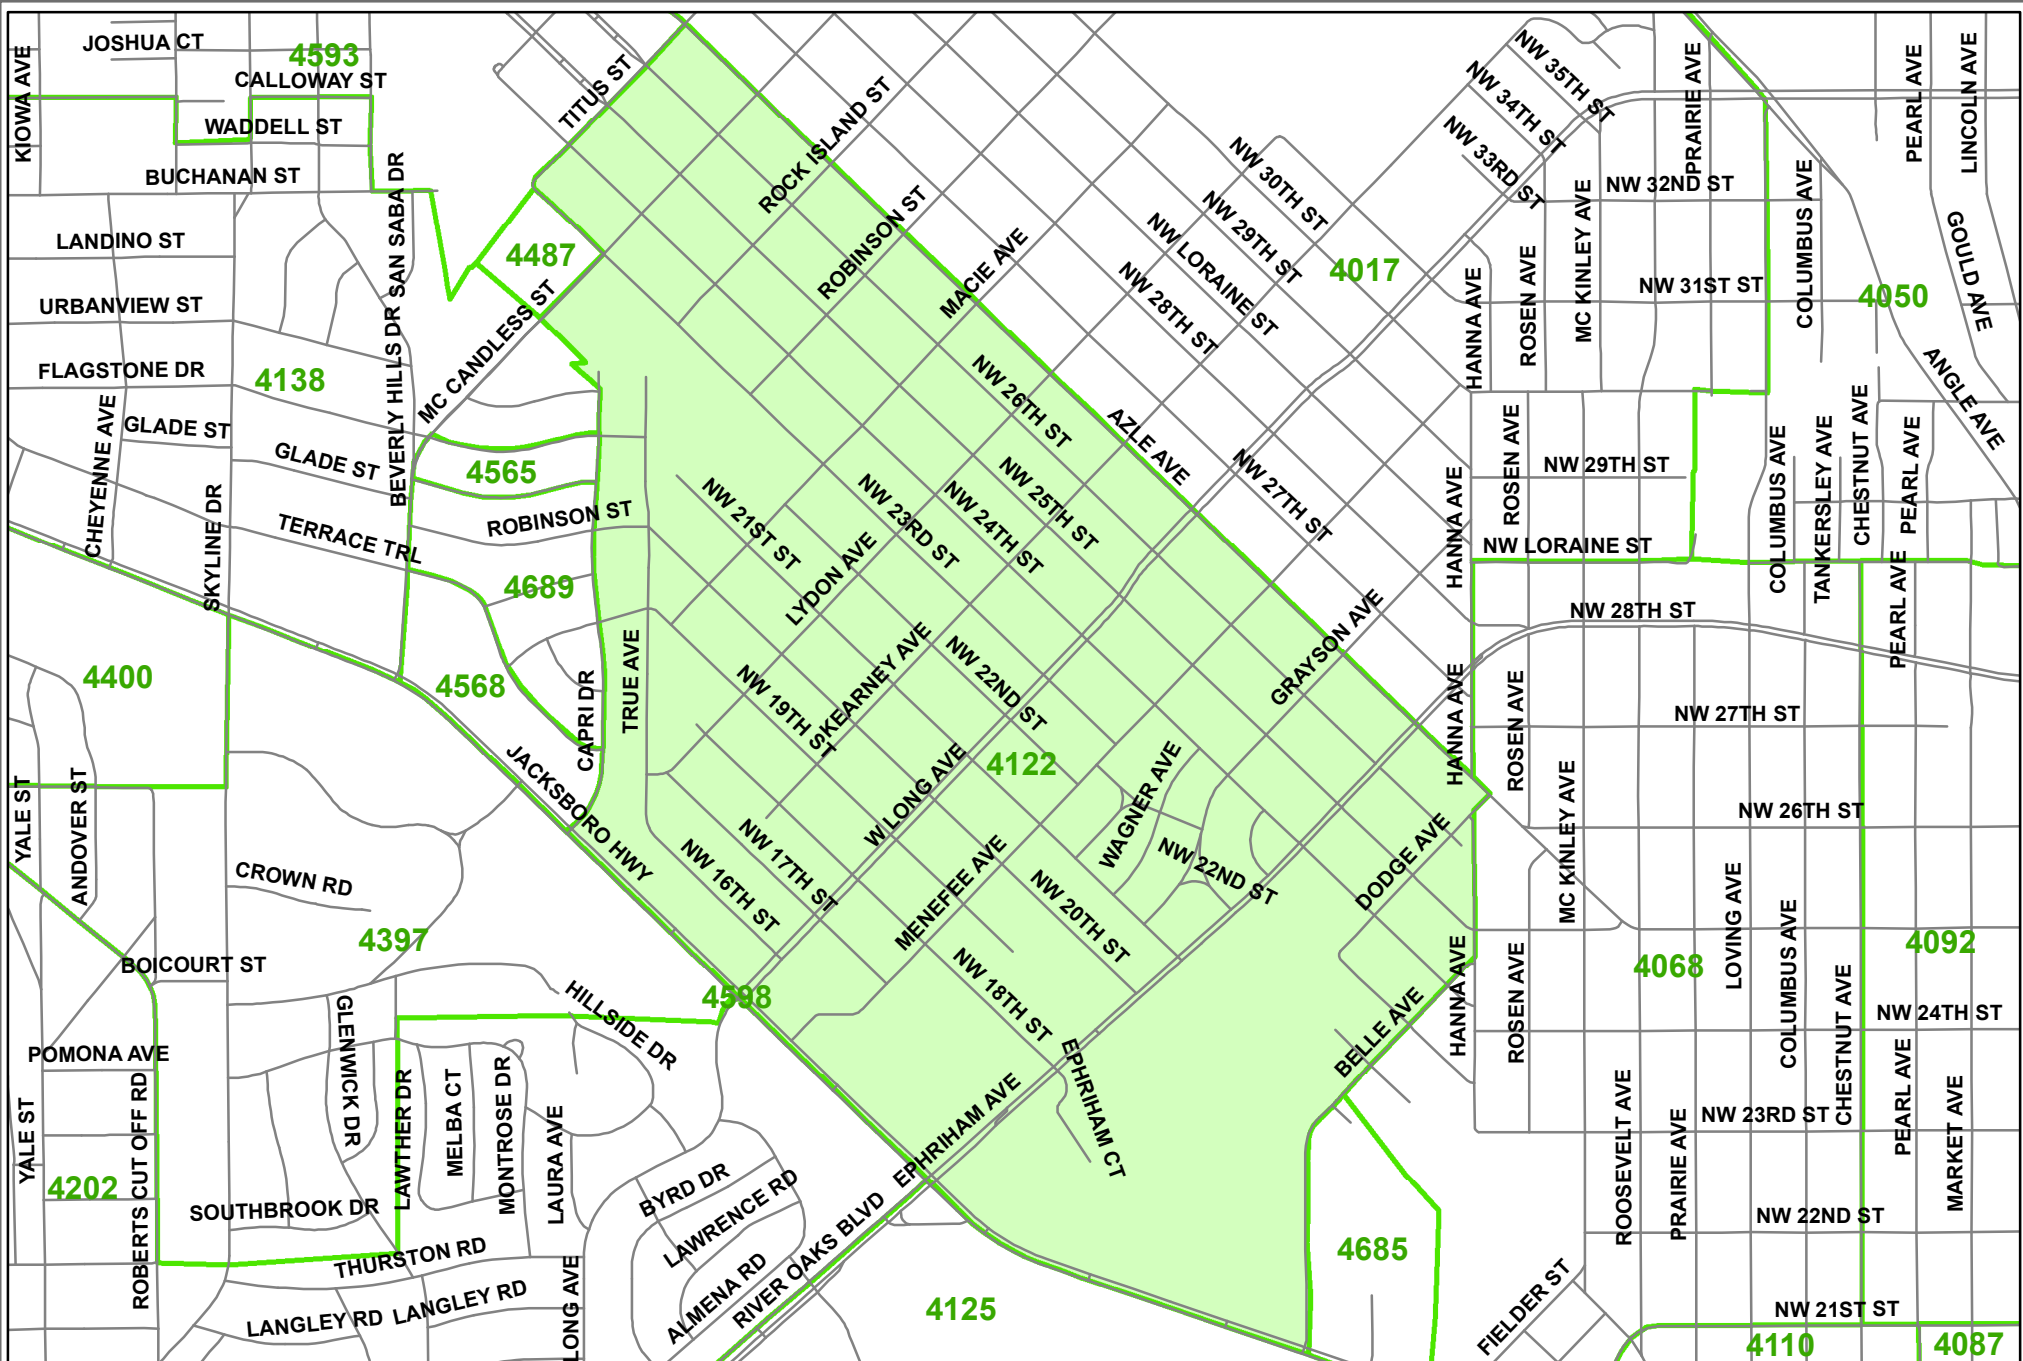 JOSHUA CT
4593
CALLOWAY ST
KIOWA AVE
WADDELL ST
BUCHANAN ST
TITUS ST
ROCK ISLAND ST
ROBINSON ST
MACIE AVE
NW 35TH ST
NW 34TH ST
NW 33RD ST
PRAIRIE AVE
PEARL AVE
LINCOLN AVE
NW 30TH ST
NW 29TH ST
NW LORAINE ST
NW 28TH ST
4017
NW 32ND ST
MC KINLEY AVE
COLUMBUS AVE
GOULD AVE
LANDINO ST
SAN SABA DR
4487
URBANVIEW ST
HANNA AVE
ROSEN AVE
NW 31ST ST
4050
ANGLE AVE
FLAGSTONE DR
4138
BEVERLY HILLS DR
MC CANDLESS ST
NW 26TH ST
AZLE AVE
CHEYENNE AVE
GLADE ST
GLADE ST
4565
NW 25TH ST
NW 27TH ST
NW 24TH ST
NW 23RD ST
NW 21ST ST
HANNA AVE
ROSEN AVE
NW 29TH ST
COLUMBUS AVE
TANKERSLEY AVE
CHESTNUT AVE
PEARL AVE
ROBINSON ST
TERRACE TRL
SKYLINE DR
LYDON AVE
NW LORAINE ST
4689
NW 28TH ST
PEARL AVE
GRAYSON AVE
4400
4568
CAPRI DR
TRUE AVE
KEARNEY AVE
NW 22ND ST
NW 19TH ST
HANNA AVE
ROSEN AVE
NW 27TH ST
JACKSBORO HWY
4122
W LONG AVE
WAGNER AVE
NW 22ND ST
MC KINLEY AVE
NW 26TH ST
YALE ST
ANDOVER ST
CROWN RD
NW 17TH ST
NW 16TH ST
MENEFEE AVE
NW 20TH ST
DODGE AVE
LOVING AVE
COLUMBUS AVE
4397
BOICOURT ST
4598
NW 18TH ST
HANNA AVE
ROSEN AVE
4068
4092
CHESTNUT AVE
NW 24TH ST
GLENWICK DR
HILLSIDE DR
BELLE AVE
POMONA AVE
EPHRIHAM CT
EPHRIHAM AVE
LAWTHER DR
MELBA CT
MONTROSE DR
LAURA AVE
ROOSEVELT AVE
PRAIRIE AVE
NW 23RD ST
PEARL AVE
MARKET AVE
YALE ST
4202
ROBERTS CUT OFF RD
SOUTHBROOK DR
BYRD DR
LAWRENCE RD
RIVER OAKS BLVD
NW 22ND ST
THURSTON RD
4685
ALMENA RD
LONG AVE
LANGLEY RD
LANGLEY RD
4125
FIELDER ST
NW 21ST ST
4110
4087